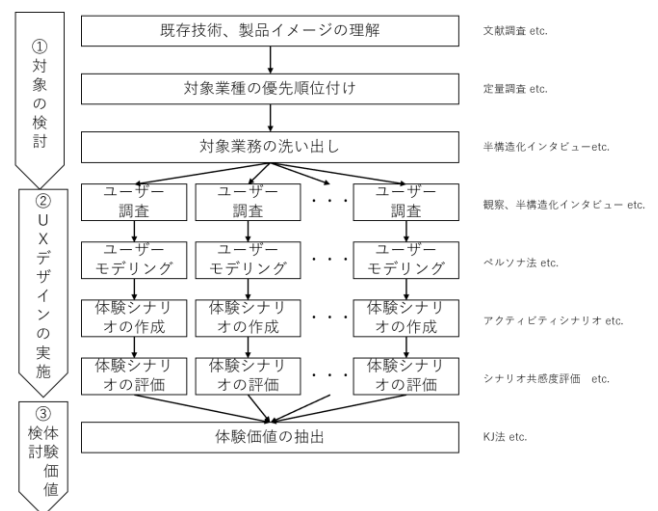 ①対象の検討
既存技術、製品イメージの理解
文献調査 etc.
対象業種の優先順位付け
定量調査 etc.
対象業務の洗い出し
半構造化インタビューetc.
②UXデザインの実施
ユーザー
調査
ユーザー
調査
・・・
ユーザー
調査
観察、半構造化インタビュー etc.
ユーザー
モデリング
ユーザー
モデリング
・・・
ユーザー
モデリング
ペルソナ法 etc.
体験シナリ
オの作成
体験シナリ
オの作成
・・・
体験シナリ
オの作成
アクティビティシナリオ etc.
体験シナリ
オの評価
体験シナリ
オの評価
・・・
体験シナリ
オの評価
シナリオ共感度評価 etc.
③
体験価値
検討
体験価値の抽出
KJ法 etc.